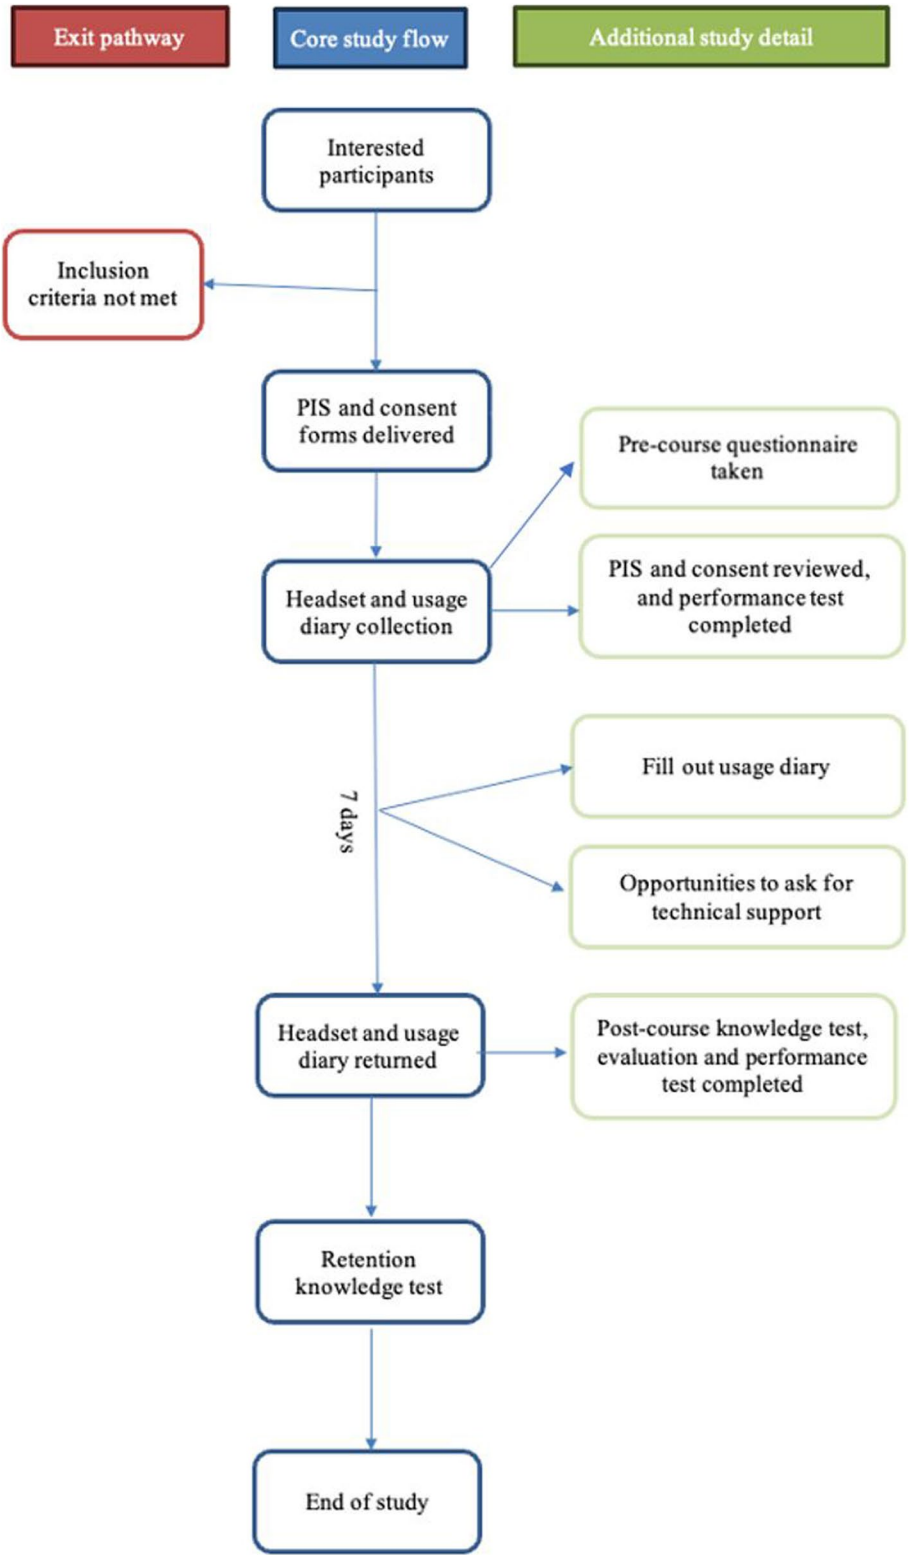 Exit pathway
Core study flow
Additional study detail
Interested
participants
Inclusion
criteria not met
PIS and consent
forms delivered
Pre-course questionnaire
taken
Headset and usage
diary collection
PIS and consent reviewed,
and performance test
completed
7 days
Fill out usage diary
Opportunities to ask for
technical support
Headset and usage
diary returned
Post-course knowledge test,
evaluation and performance
test completed
Retention
knowledge test
End of study